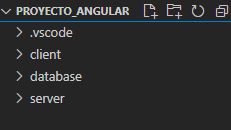 PROYECTO_ANGULAR
.vscode
client
database
server